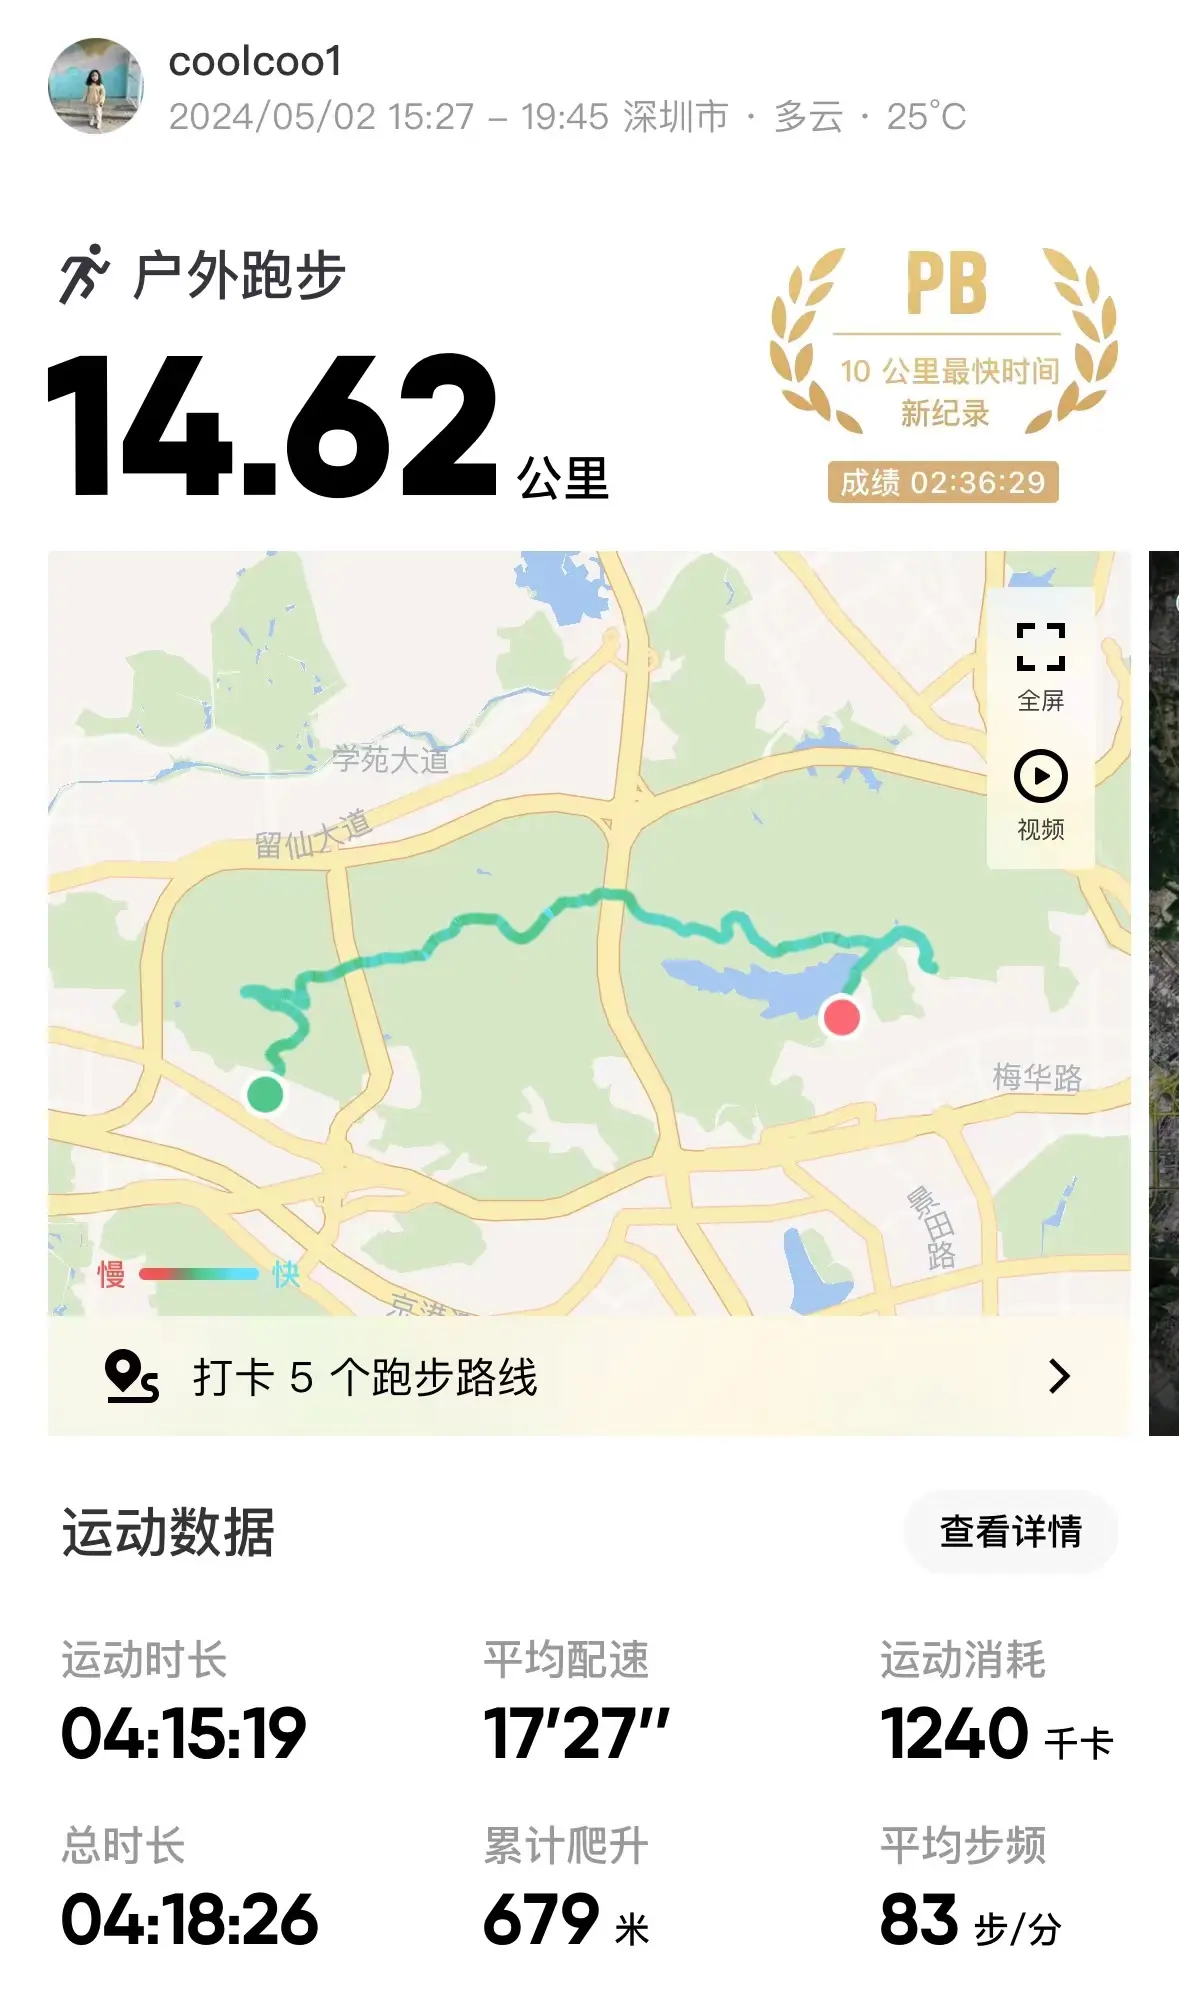 coolcoo1
2024/05/02 15:27 – 19:45 深圳市 · 多云 · 25°C
户外跑步
14.62 公里
PB
10 公里最快时间
新纪录
成绩 02:36:29
全屏
视频
学苑大道
留仙大道
梅华路
景田路
慢 快
打卡 5 个跑步路线
运动数据
查看详情
运动时长 平均配速 运动消耗
04:15:19 17'27'' 1240 千卡
总时长 累计爬升 平均步频
04:18:26 679 米 83 步/分